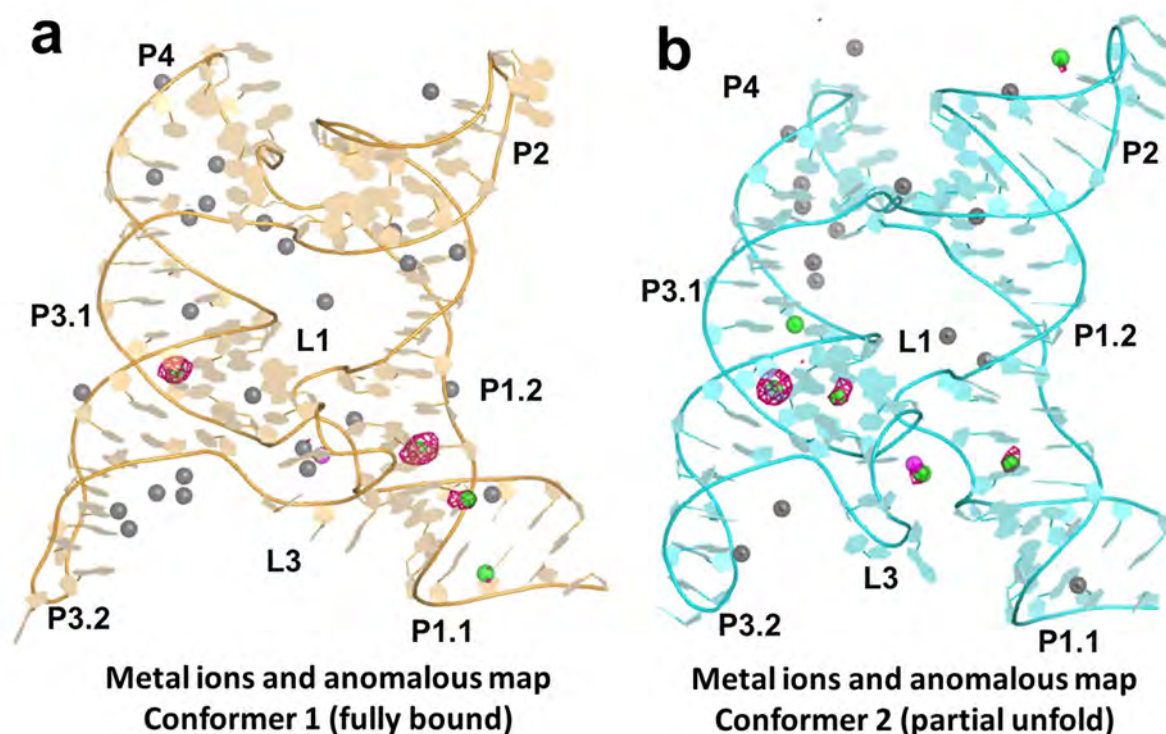 a
P4
P2
P3.1
L1
P1.2
L3
P3.2
P1.1
Metal ions and anomalous map
Conformer 1 (fully bound)
b
P4
P2
P3.1
L1
P1.2
L3
P3.2
P1.1
Metal ions and anomalous map
Conformer 2 (partial unfold)